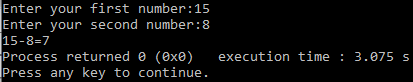 Enter your first number:15
Enter your second number:8
15-8=7
Process returned 0 (0x0)   execution time : 3.075 s
Press any key to continue.